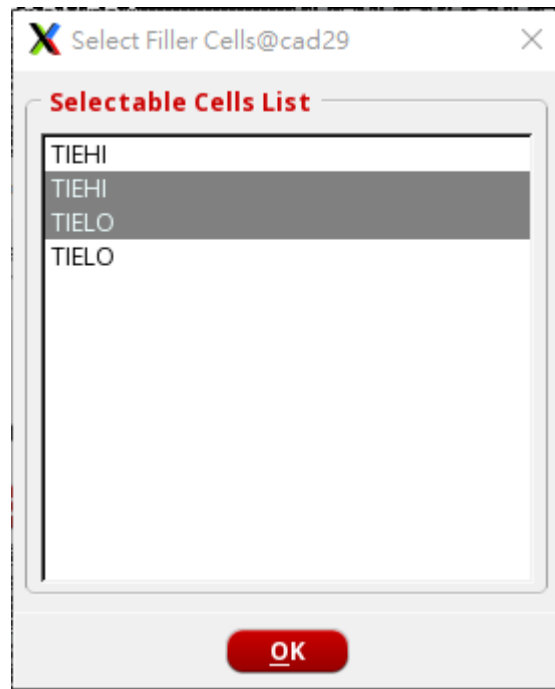 Select Filler Cells@cad29
Selectable Cells List
TIEHI
TIEHI
TIELO
TIELO
OK